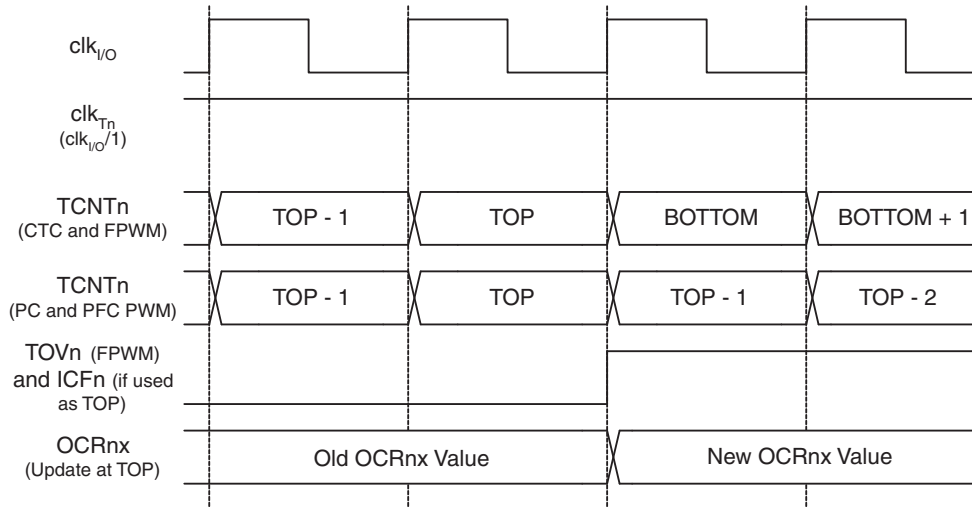 clkI/O
clkTn
(clkI/O/1)
TCNTn
(CTC and FPWM)
TOP - 1
TOP
BOTTOM
BOTTOM + 1
TCNTn
(PC and PFC PWM)
TOP - 1
TOP
TOP - 1
TOP - 2
TOVn (FPWM)
and ICFn (if used
as TOP)
OCRnx
(Update at TOP)
Old OCRnx Value
New OCRnx Value